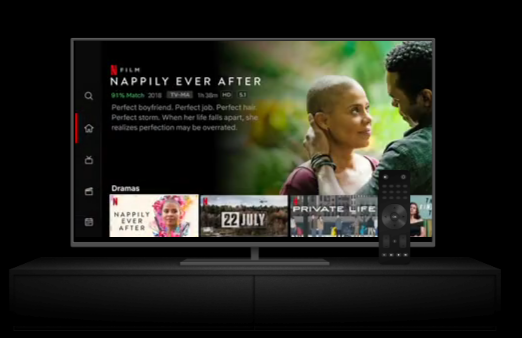 N FILM
NAPPILY EVER AFTER
91% Match 2018 TV-MA 1h38m HD 5.1
Perfect boyfriend. Perfect job. Perfect hair.
Perfect storm. When her life falls apart, she
realizes perfection may be overrated.
Dramas
N
NAPPILY
EVER
AFTER
N
22 JULY
N
PRIVATE LIFE